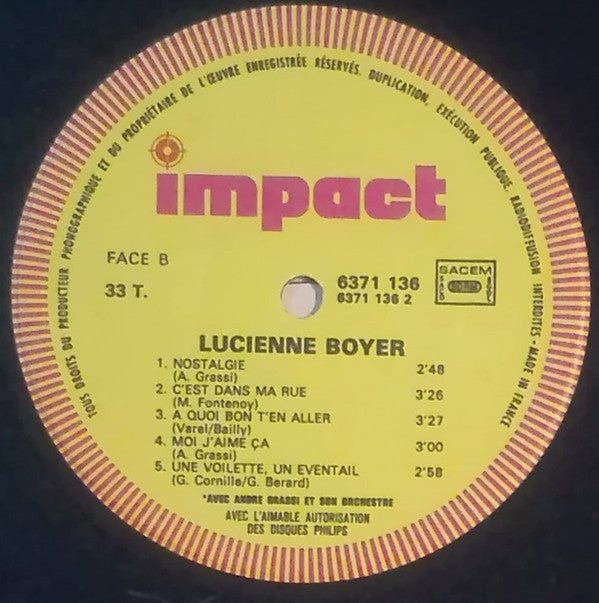 TOUS DROITS DU PRODUCTEUR PHONOGRAPHIQUE ET DU PROPRIÉTAIRE DE L'ŒUVRE ENREGISTRÉE RÉSERVÉS. DUPLICATION, EXÉCUTION PUBLIQUE, RADIODIFFUSION INTERDITES - MADE IN FRANCE
impact
FACE B
33 T.
6371 136
6371 136 2
SACEM
LUCIENNE BOYER
1. NOSTALGIE 2'48
(A. Grassi)
2. C'EST DANS MA RUE 3'26
(M. Fontenoy)
3. A QUOI BON T'EN ALLER 3'27
(Varel/Bailly)
4. MOI J'AIME ÇA 3'00
(A. Grassi)
5. UNE VOILETTE, UN EVENTAIL 2'58
(G. Cornille/G. Berard)
*AVEC ANDRE GRASSI ET SON ORCHESTRE
AVEC L'AIMABLE AUTORISATION
DES DISQUES PHILIPS